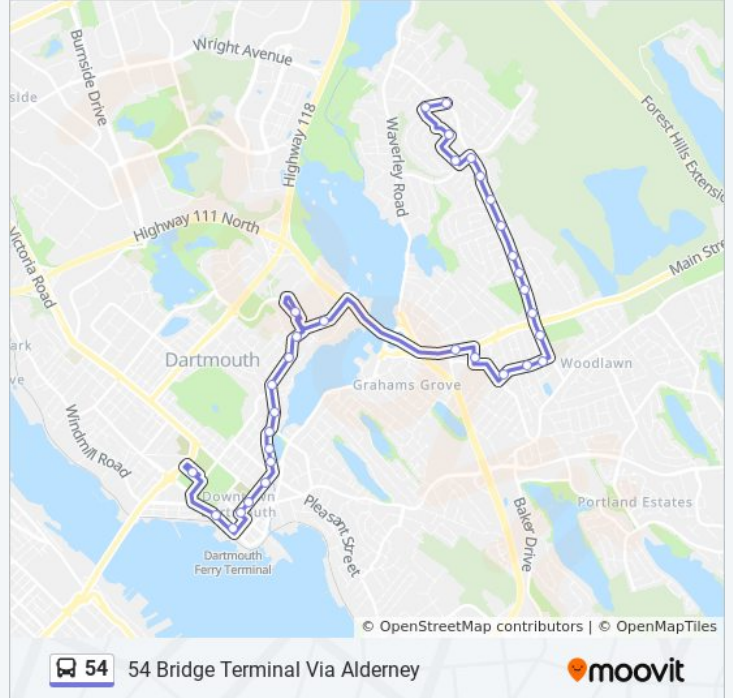 Wright Avenue
Burnside Drive
side
Highway 118
Waverley Road
Forest Hills Extensio
Highway 111 North
Victoria Road
Main Stre
ark
ve
Dartmouth
Woodlawn
Grahams Grove
Windmill Road
Downtown
Dartmouth
Pleasant Street
Portland Estates
Baker Drive
Dartmouth
Ferry Terminal
© OpenStreetMap contributors | © OpenMapTiles
54 54 Bridge Terminal Via Alderney
moovit